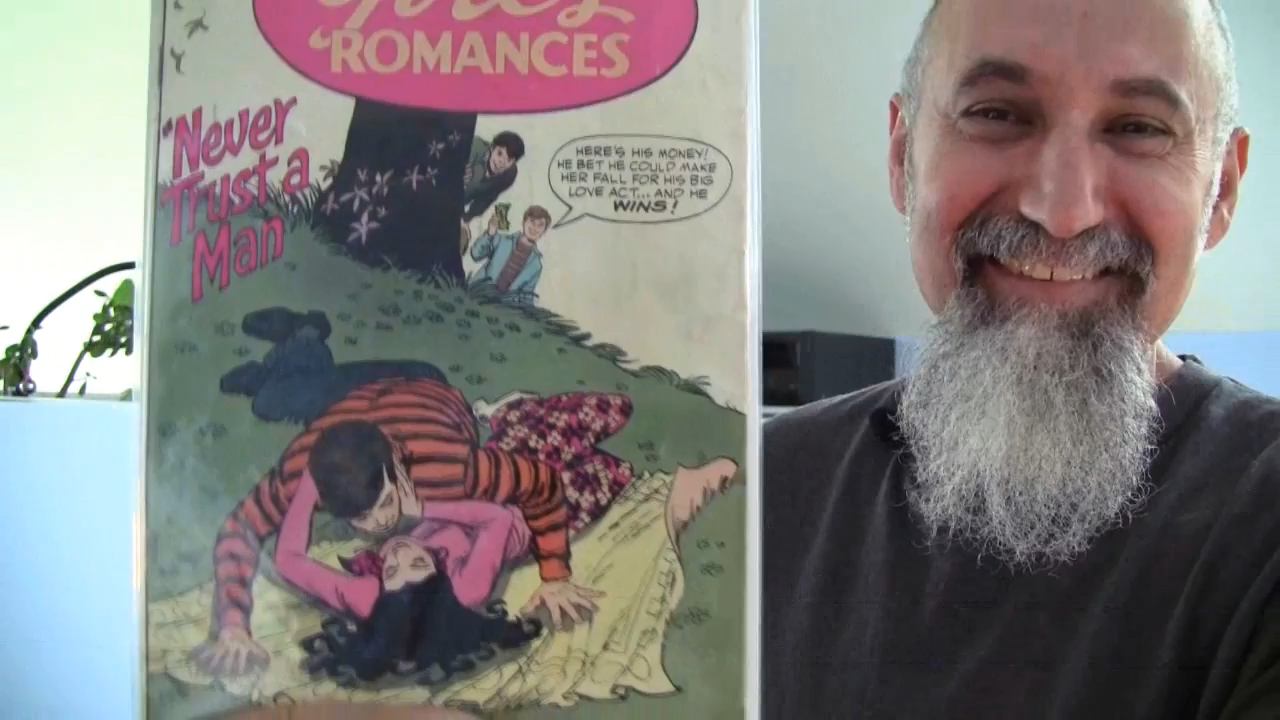 Girls'
'ROMANCES
"Never
Trust a
Man
HERE'S HIS MONEY!
HE BET HE COULD MAKE
HER FALL FOR HIS BIG
LOVE ACT... AND HE
WINS!